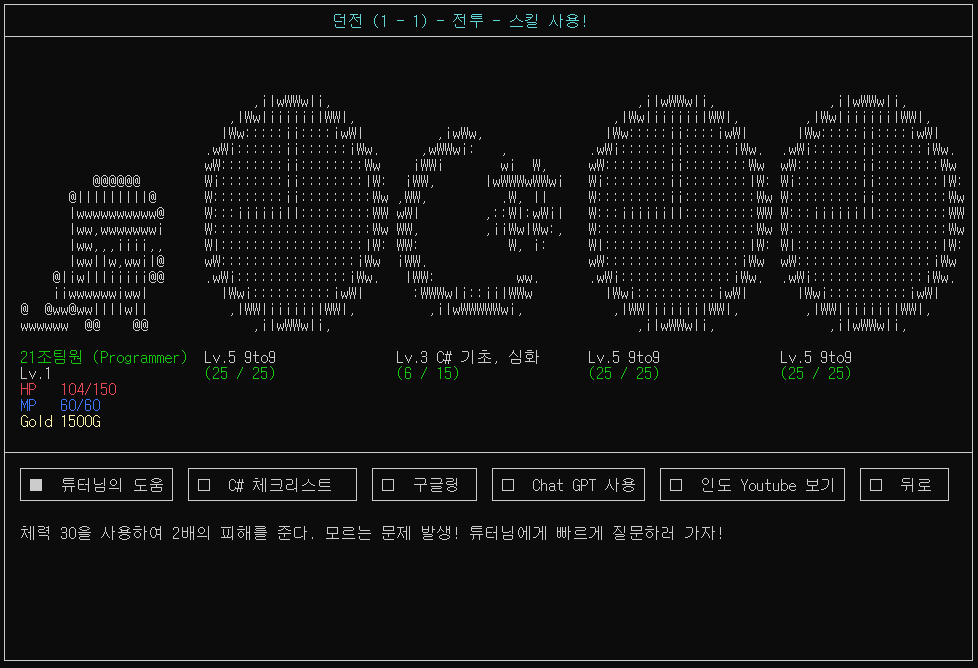 던전 (1 - 1) - 전투 - 스킬 사용!
21조팀원 (Programmer)
Lv.1
HP 104/150
MP 60/60
Gold 1500G
Lv.5 9to9
(25 / 25)
Lv.3 C# 기초, 심화
(6 / 15)
Lv.5 9to9
(25 / 25)
Lv.5 9to9
(25 / 25)
■ 튜터님의 도움
□ C# 체크리스트
□ 구글링
□ Chat GPT 사용
□ 인도 Youtube 보기
□ 뒤로
체력 30을 사용하여 2배의 피해를 준다. 모르는 문제 발생! 튜터님에게 빠르게 질문하러 가자!